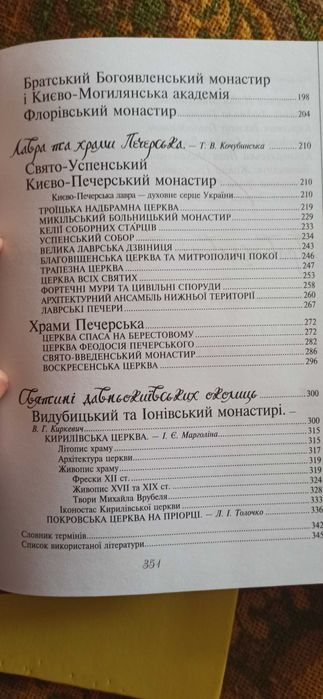 Братський Богоявленський монастир
і Києво-Могилянська академія 198
Флорівський монастир 204
Лавра та храми Печерська. – Т. В. Кочубинська 210
Свято-Успенський
Києво-Печерський монастир 210
Києво-Печерська лавра – духовне серце України 210
ТРОЇЦЬКА НАДБРАМНА ЦЕРКВА 219
МИКІЛЬСЬКИЙ БОЛЬНИЦЬКИЙ МОНАСТИР 229
КЕЛІЇ СОБОРНИХ СТАРЦІВ 233
УСПЕНСЬКИЙ СОБОР 234
ВЕЛИКА ЛАВРСЬКА ДЗВІНИЦЯ 243
БЛАГОВІЩЕНСЬКА ЦЕРКВА ТА МИТРОПОЛИЧІ ПОКОЇ 246
ТРАПЕЗНА ЦЕРКВА 247
ЦЕРКВА ВСІХ СВЯТИХ 251
ФОРТЕЧНІ МУРИ ТА ЦИВІЛЬНІ СПОРУДИ 258
АРХІТЕКТУРНИЙ АНСАМБЛЬ НИЖНЬОЇ ТЕРИТОРІЇ 260
ЛАВРСЬКІ ПЕЧЕРИ 267
Храми Печерська 272
ЦЕРКВА СПАСА НА БЕРЕСТОВОМУ 272
ЦЕРКВА ФЕОДОСІЯ ПЕЧЕРСЬКОГО 282
СВЯТО-ВВЕДЕНСЬКИЙ МОНАСТИР 286
ВОСКРЕСЕНСЬКА ЦЕРКВА 296
Святині давньокиївських околиць 300
Видубицький та Іонівський монастирі. –
В. Г. Киркевич 300
КИРИЛІВСЬКА ЦЕРКВА. – І. Є. Марголіна 315
Літопис храму 315
Архітектура церкви 317
Живопис храму 319
Фрески XII ст. 319
Живопис XVII та XIX ст. 324
Твори Михайла Врубеля 328
Іконостас Кирилівської церкви 333
ПОКРОВСЬКА ЦЕРКВА НА ПРІОРЦІ. – Л. І. Толочко 336
Словник термінів 342
Список використаної літератури 345
351